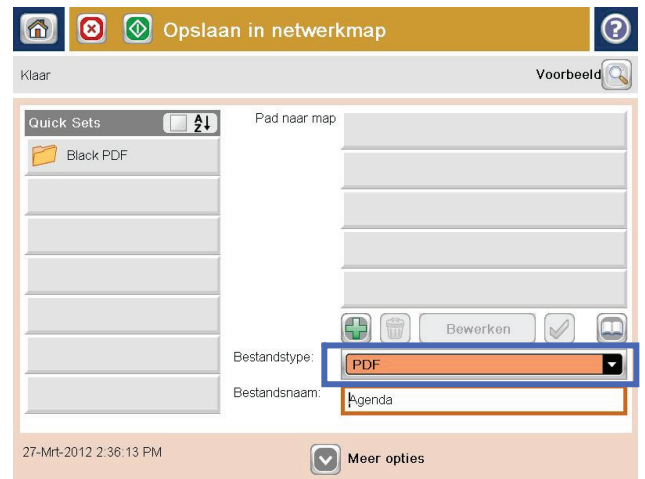 Opslaan in netwerkmap
?
Klaar
Voorbeeld
Quick Sets
A
Z
Pad naar map
Black PDF
Bewerken
Bestandstype:
PDF
Bestandsnaam:
Agenda
27-Mrt-2012 2:36:13 PM
Meer opties